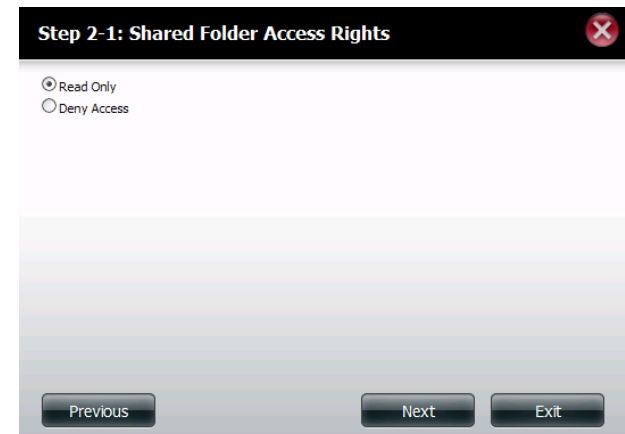 Step 2-1: Shared Folder Access Rights
Read Only
Deny Access
Previous Next Exit